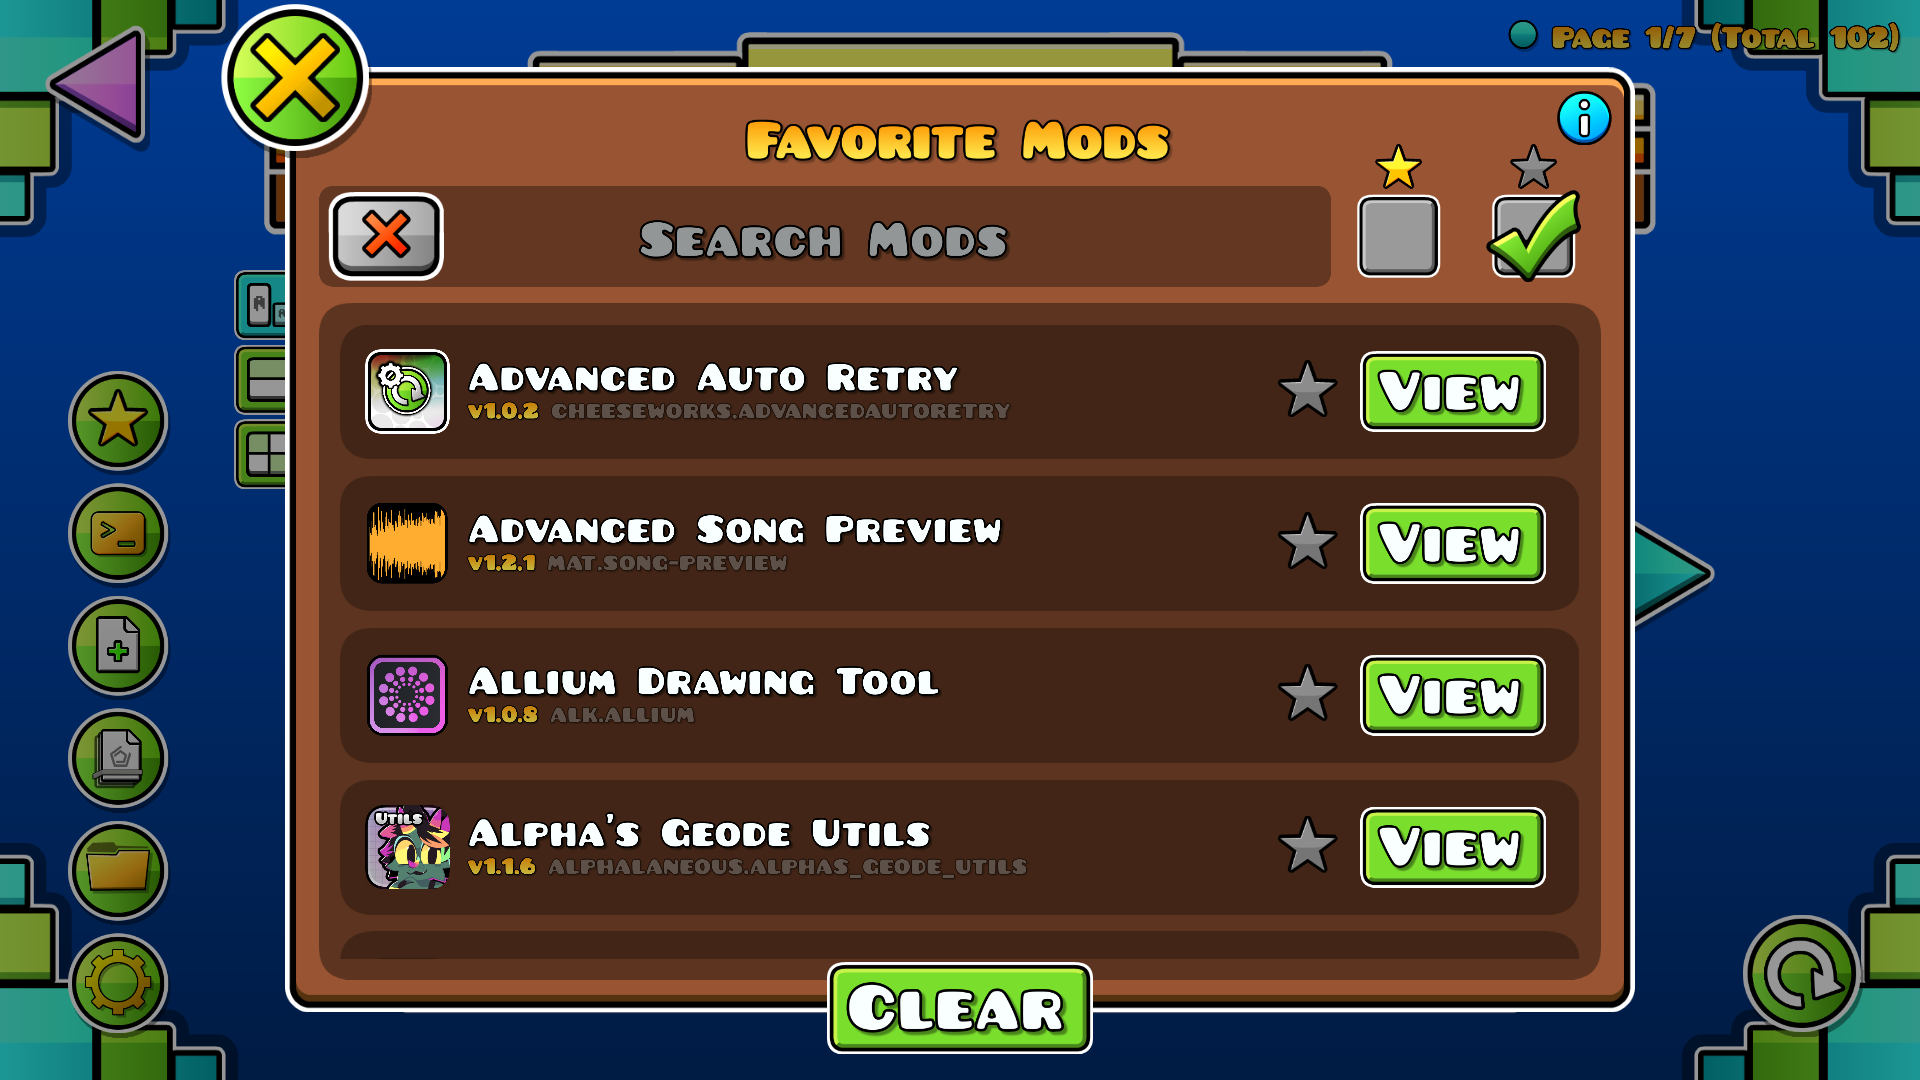 Page 1/7 (Total 102)
Favorite Mods
Search Mods
Advanced Auto Retry
v1.0.2 cheeseworks.advancedautoretry
View
Advanced Song Preview
v1.2.1 mat.song-preview
View
Allium Drawing Tool
v1.0.8 alk.allium
View
Utils
Alpha's Geode Utils
v1.1.6 alphalaneous.alphas_geode_utils
View
Clear